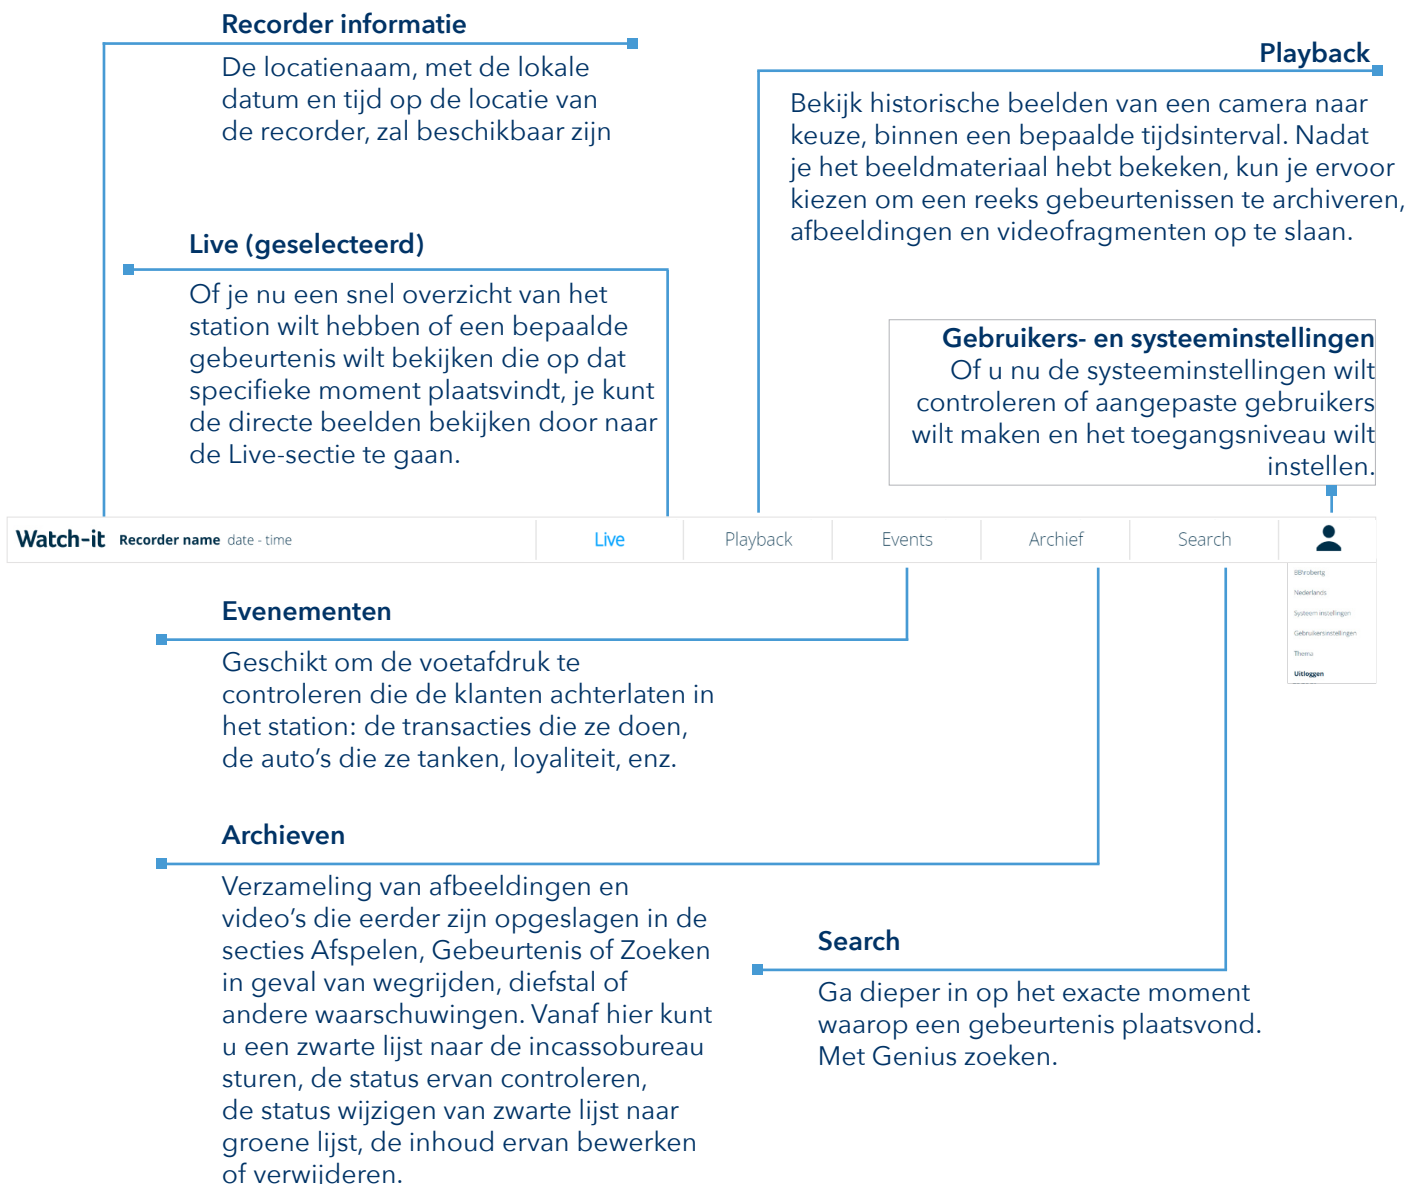 Recorder informatie
De locatienaam, met de lokale
datum en tijd op de locatie van
de recorder, zal beschikbaar zijn
Playback
Bekijk historische beelden van een camera naar
keuze, binnen een bepaalde tijdsinterval. Nadat
je het beeldmateriaal hebt bekeken, kun je ervoor
kiezen om een reeks gebeurtenissen te archiveren,
afbeeldingen en videofragmenten op te slaan.
Live (geselecteerd)
Of je nu een snel overzicht van het
station wilt hebben of een bepaalde
gebeurtenis wilt bekijken die op dat
specifieke moment plaatsvindt, je kunt
de directe beelden bekijken door naar
de Live-sectie te gaan.
Gebruikers- en systeeminstellingen
Of u nu de systeeminstellingen wilt
controleren of aangepaste gebruikers
wilt maken en het toegangsniveau wilt
instellen.
Watch-it Recorder name date - time Live Playback Events Archief Search
BBhrobertg
Nederlands
Systeem instellingen
Gebruikersinstellingen
Thema
Uitloggen
Evenementen
Geschikt om de voetafdruk te
controleren die de klanten achterlaten in
het station: de transacties die ze doen,
de auto’s die ze tanken, loyaliteit, enz.
Archieven
Verzameling van afbeeldingen en
video’s die eerder zijn opgeslagen in de
secties Afspelen, Gebeurtenis of Zoeken
in geval van wegrijden, diefstal of
andere waarschuwingen. Vanaf hier kunt
u een zwarte lijst naar de incassobureau
sturen, de status ervan controleren,
de status wijzigen van zwarte lijst naar
groene lijst, de inhoud ervan bewerken
of verwijderen.
Search
Ga dieper in op het exacte moment
waarop een gebeurtenis plaatsvond.
Met Genius zoeken.